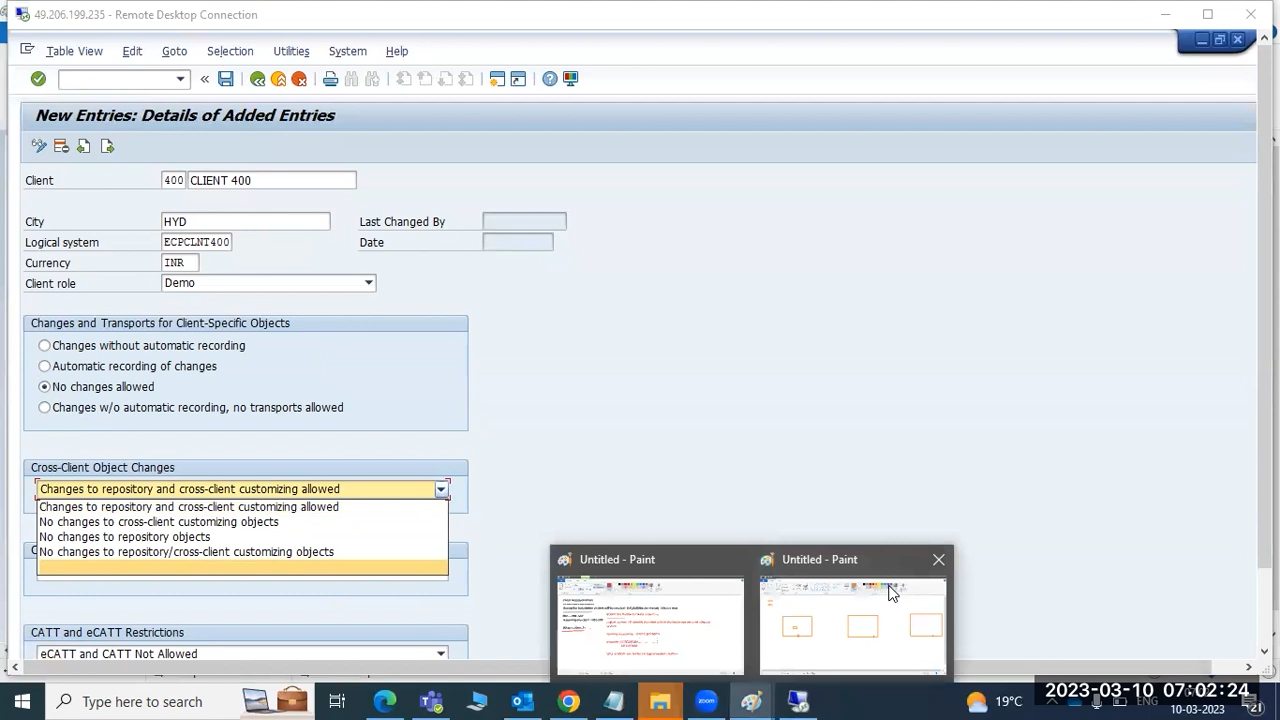 49.206.199.235 - Remote Desktop Connection
Table View Edit Goto Selection Utilities System Help
New Entries: Details of Added Entries
Client 400 CLIENT 400
City HYD Last Changed By
Logical system ECPCLNT400 Date
Currency INR
Client role Demo
Changes and Transports for Client-Specific Objects
Changes without automatic recording
Automatic recording of changes
No changes allowed
Changes w/o automatic recording, no transports allowed
Cross-Client Object Changes
Changes to repository and cross-client customizing allowed
Changes to repository and cross-client customizing allowed
No changes to cross-client customizing objects
No changes to repository objects
No changes to repository/cross-client customizing objects
Untitled - Paint Untitled - Paint
CATT and eCATT Restrictions
eCATT and CATT Not Allowed
Type here to search
zoom
19°C
ENG
2023-03-10 07:02:24
10-03-2023
21